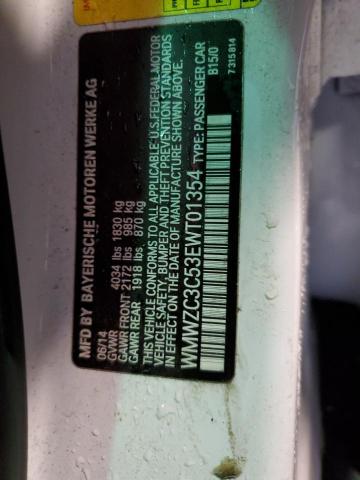 MFD BY BAYERISCHE MOTOREN WERKE AG
06/14
GVWR 4034 lbs 1830 kg
GAWR FRONT 2172 lbs 985 kg
GAWR REAR 1918 lbs 870 kg
THIS VEHICLE CONFORMS TO ALL APPLICABLE U.S. FEDERAL MOTOR
VEHICLE SAFETY, BUMPER AND THEFT PREVENTION STANDARDS
IN EFFECT ON THE DATE OF MANUFACTURE SHOWN ABOVE.
WMWZC3C53EWT01354 TYPE: PASSENGER CAR
B15/0
7 315 814